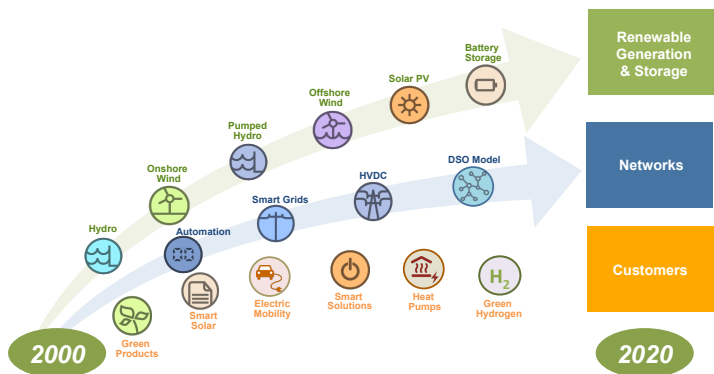 Battery
Storage
Solar PV
Offshore
Wind
Pumped
Hydro
Onshore
Wind
Hydro
Renewable
Generation
& Storage
DSO Model
HVDC
Smart Grids
Automation
Networks
Green
Products
Smart
Solar
Electric
Mobility
Smart
Solutions
Heat
Pumps
H2
Green
Hydrogen
Customers
2000
2020